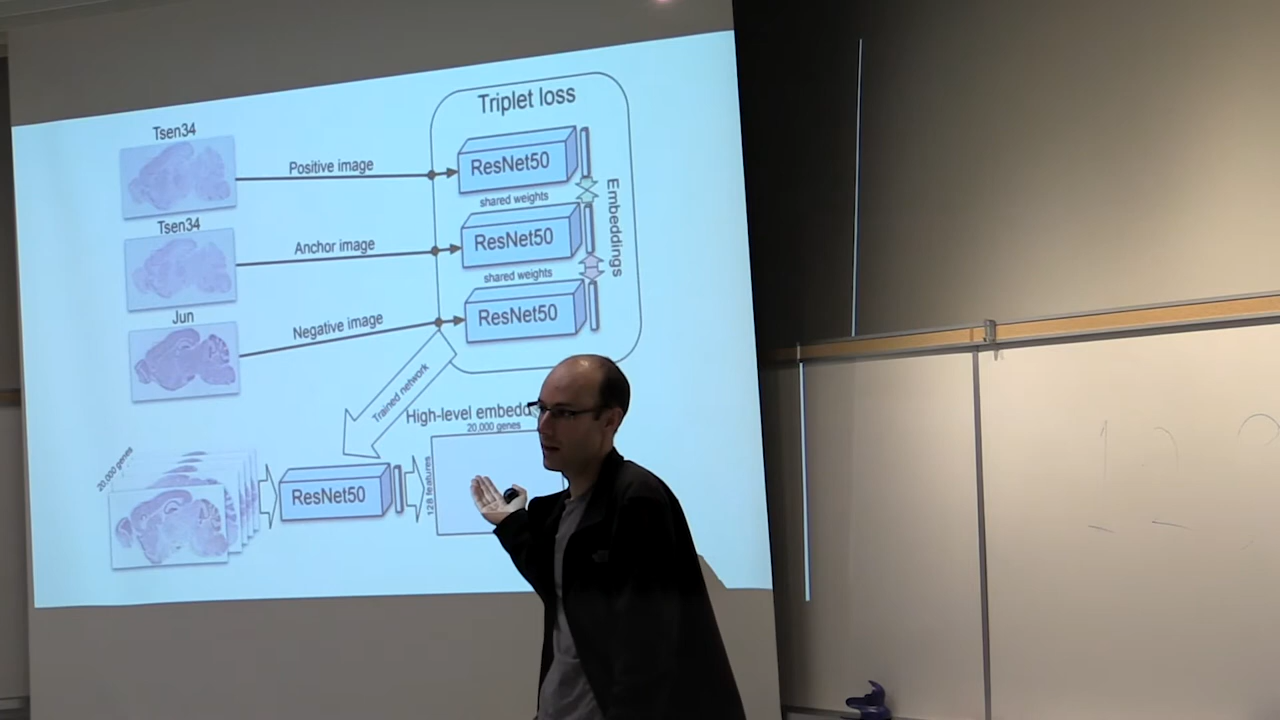 Triplet loss
Tsen34
Positive image
ResNet50
shared weights
Tsen34
Anchor image
ResNet50
Embeddings
shared weights
Jun
Negative image
ResNet50
Trained network
High-level embedd
20,000 genes
20,000 genes
ResNet50
128 features